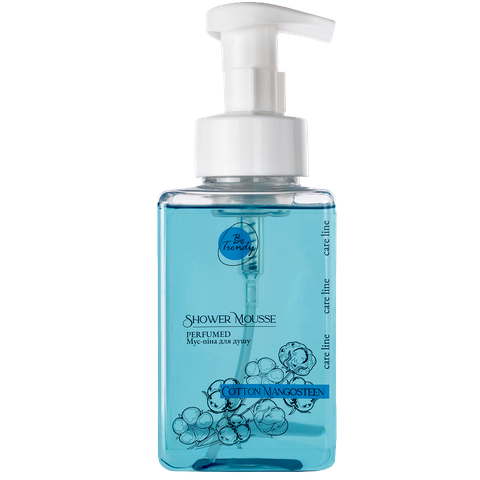 Be
Trendy
SHOWER MOUSSE
PERFUMED
Мус-піна для душу
COTTON MANGOSTEEN
care line
care line
care line